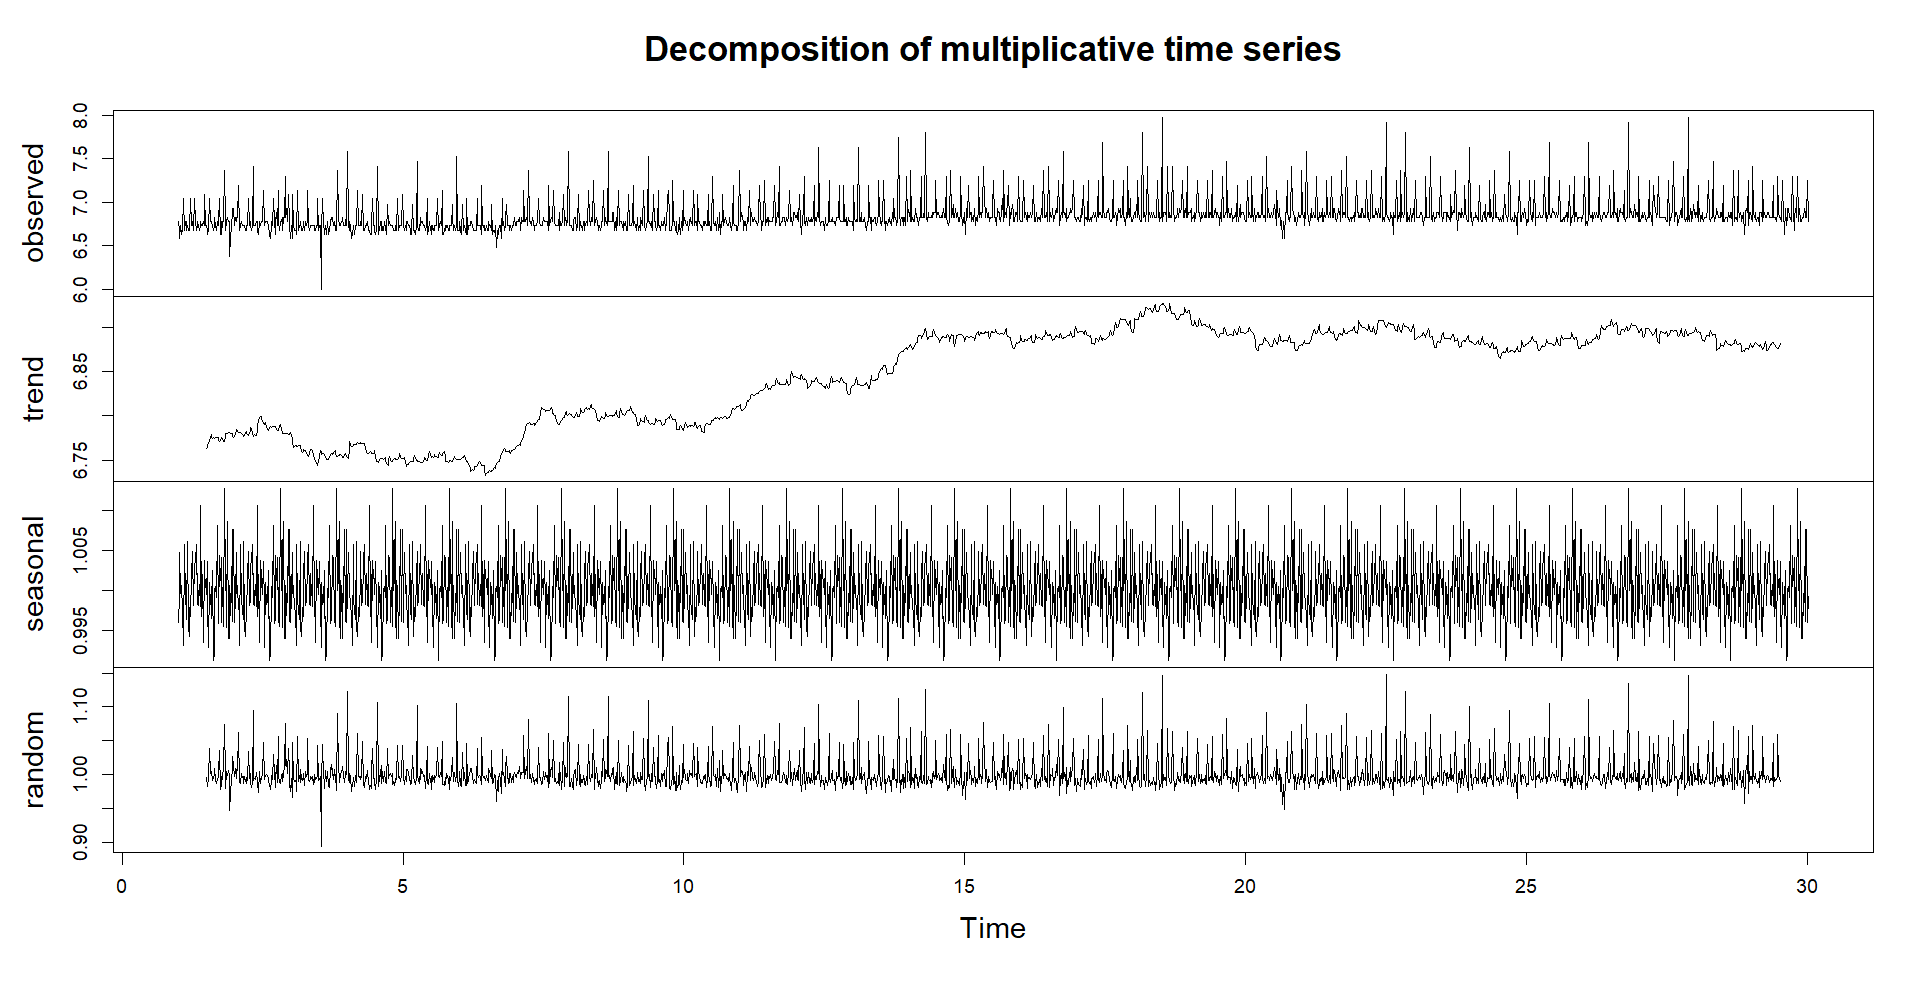 Decomposition of multiplicative time series
observed
6.0 6.5 7.0 7.5 8.0
trend
6.75 6.85
seasonal
0.995 1.005
random
0.90 1.00 1.10
0 5 10 15 20 25 30
Time